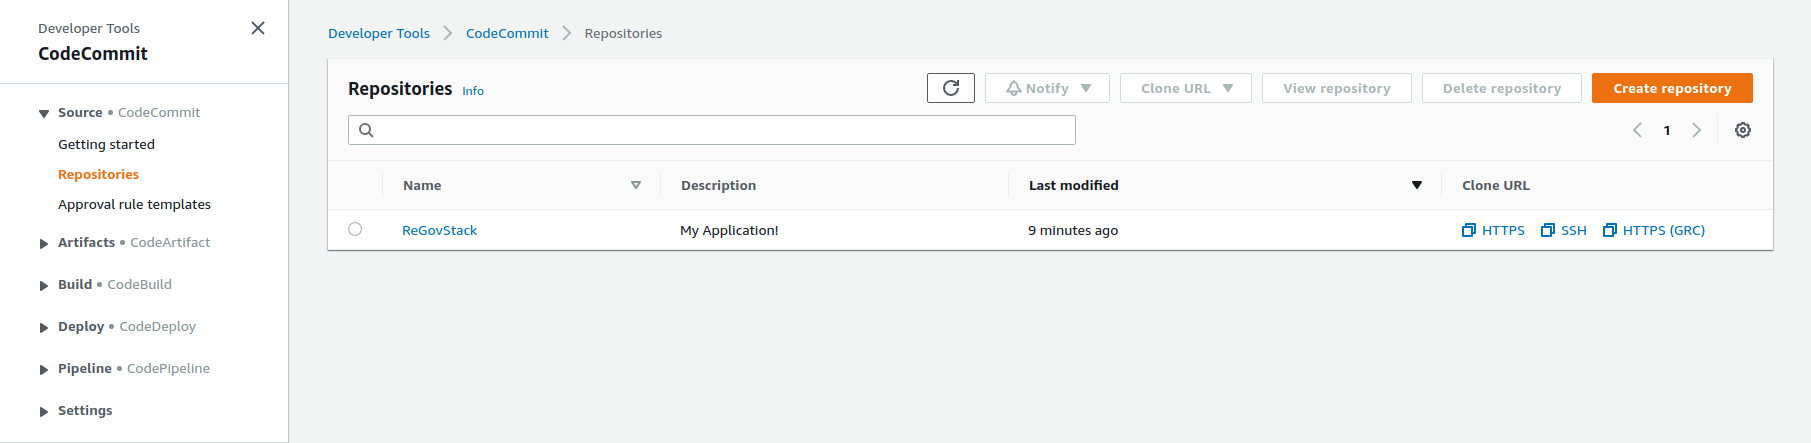 Developer Tools
CodeCommit
Source • CodeCommit
Getting started
Repositories
Approval rule templates
Artifacts • CodeArtifact
Build • CodeBuild
Deploy • CodeDeploy
Pipeline • CodePipeline
Settings
Developer Tools CodeCommit Repositories
Repositories Info Notify Clone URL View repository Delete repository Create repository
1
Name Description Last modified Clone URL
ReGovStack My Application! 9 minutes ago HTTPS SSH HTTPS (GRC)